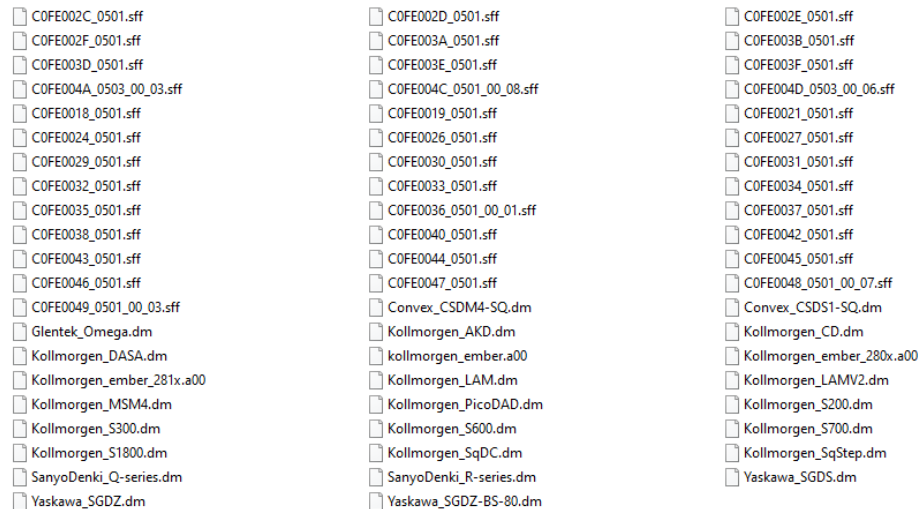 C0FE002C_0501.sff C0FE002D_0501.sff C0FE002E_0501.sff
C0FE002F_0501.sff C0FE003A_0501.sff C0FE003B_0501.sff
C0FE003D_0501.sff C0FE003E_0501.sff C0FE003F_0501.sff
C0FE004A_0503_00_03.sff C0FE004C_0501_00_08.sff C0FE004D_0503_00_06.sff
C0FE0018_0501.sff C0FE0019_0501.sff C0FE0021_0501.sff
C0FE0024_0501.sff C0FE0026_0501.sff C0FE0027_0501.sff
C0FE0029_0501.sff C0FE0030_0501.sff C0FE0031_0501.sff
C0FE0032_0501.sff C0FE0033_0501.sff C0FE0034_0501.sff
C0FE0035_0501.sff C0FE0036_0501_00_01.sff C0FE0037_0501.sff
C0FE0038_0501.sff C0FE0040_0501.sff C0FE0042_0501.sff
C0FE0043_0501.sff C0FE0044_0501.sff C0FE0045_0501.sff
C0FE0046_0501.sff C0FE0047_0501.sff C0FE0048_0501_00_07.sff
C0FE0049_0501_00_03.sff Convex_CSDM4-SQ.dm Convex_CSDS1-SQ.dm
Glentek_Omega.dm Kollmorgen_AKD.dm Kollmorgen_CD.dm
Kollmorgen_DASA.dm kollmorgen_ember.a00 Kollmorgen_ember_280x.a00
Kollmorgen_ember_281x.a00 Kollmorgen_LAM.dm Kollmorgen_LAMV2.dm
Kollmorgen_MSM4.dm Kollmorgen_PicoDAD.dm Kollmorgen_S200.dm
Kollmorgen_S300.dm Kollmorgen_S600.dm Kollmorgen_S700.dm
Kollmorgen_S1800.dm Kollmorgen_SqDC.dm Kollmorgen_SqStep.dm
SanyoDenki_Q-series.dm SanyoDenki_R-series.dm Yaskawa_SGDS.dm
Yaskawa_SGDZ.dm Yaskawa_SGDZ-BS-80.dm